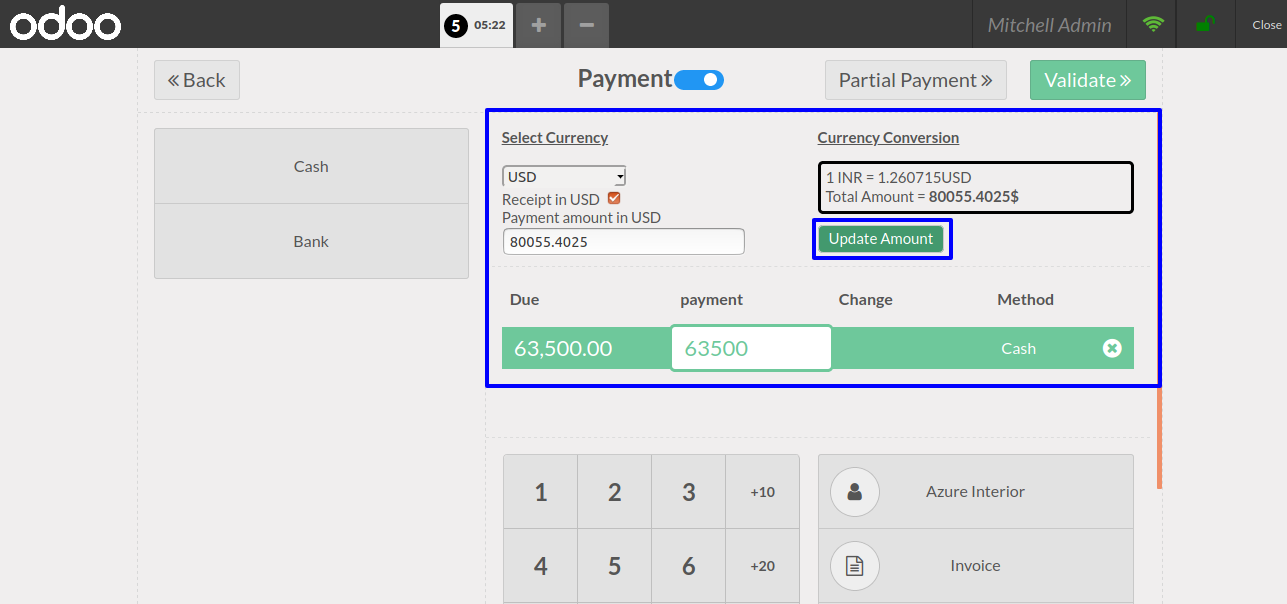 odoo
5 05:22
+
−
Mitchell Admin
Close
« Back
Payment
Partial Payment »
Validate »
Cash
Bank
Select Currency
USD
Receipt in USD
Payment amount in USD
80055.4025
Currency Conversion
1 INR = 1.260715USD
Total Amount = 80055.4025$
Update Amount
Due payment Change Method
63,500.00 63500 Cash
1 2 3 +10
4 5 6 +20
Azure Interior
Invoice